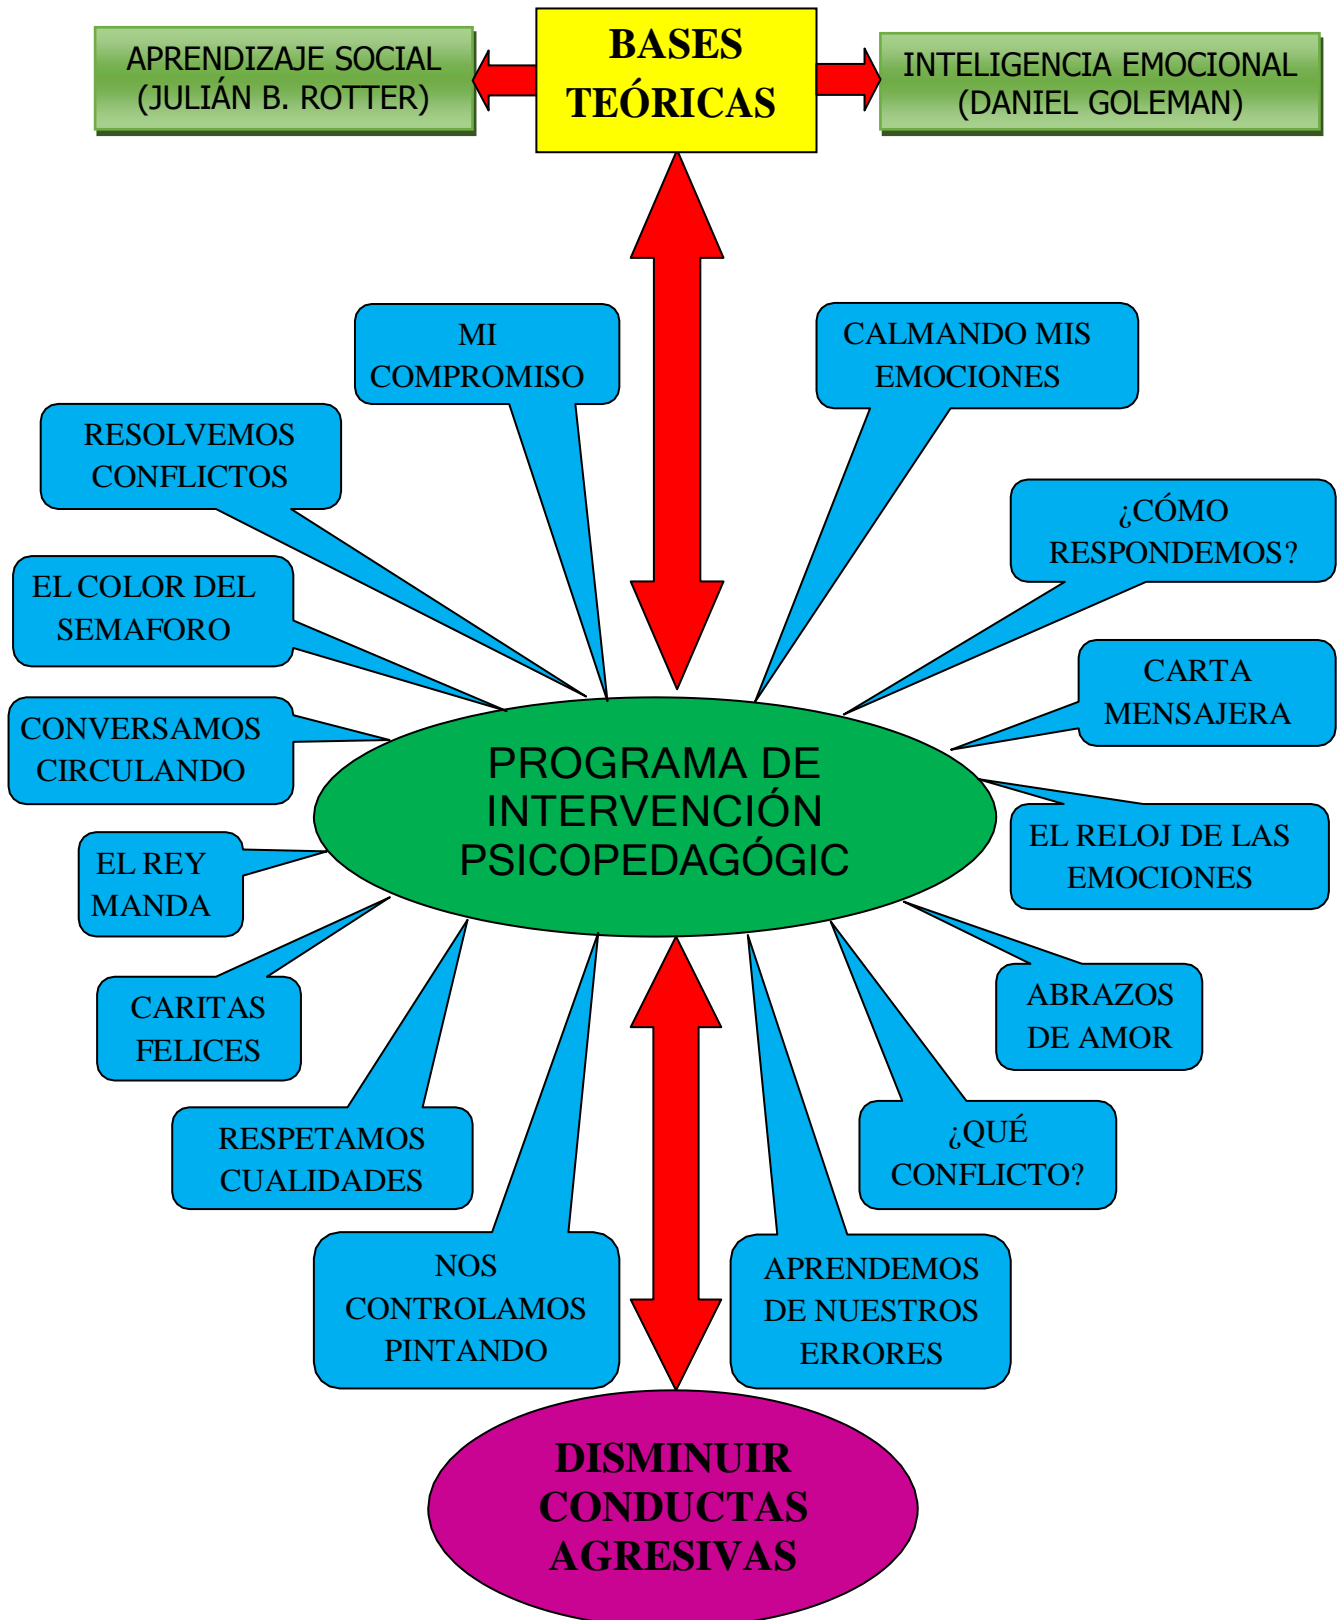 APRENDIZAJE SOCIAL
(JULIÁN B. ROTTER)
BASES
TEÓRICAS
INTELIGENCIA EMOCIONAL
(DANIEL GOLEMAN)
MI
COMPROMISO
CALMANDO MIS
EMOCIONES
RESOLVEMOS
CONFLICTOS
¿CÓMO
RESPONDEMOS?
EL COLOR DEL
SEMAFORO
CARTA
MENSAJERA
CONVERSAMOS
CIRCULANDO
PROGRAMA DE
INTERVENCIÓN
PSICOPEDAGÓGIC
EL RELOJ DE LAS
EMOCIONES
EL REY
MANDA
CARITAS
FELICES
ABRAZOS
DE AMOR
RESPETAMOS
CUALIDADES
¿QUÉ
CONFLICTO?
NOS
CONTROLAMOS
PINTANDO
APRENDEMOS
DE NUESTROS
ERRORES
DISMINUIR
CONDUCTAS
AGRESIVAS